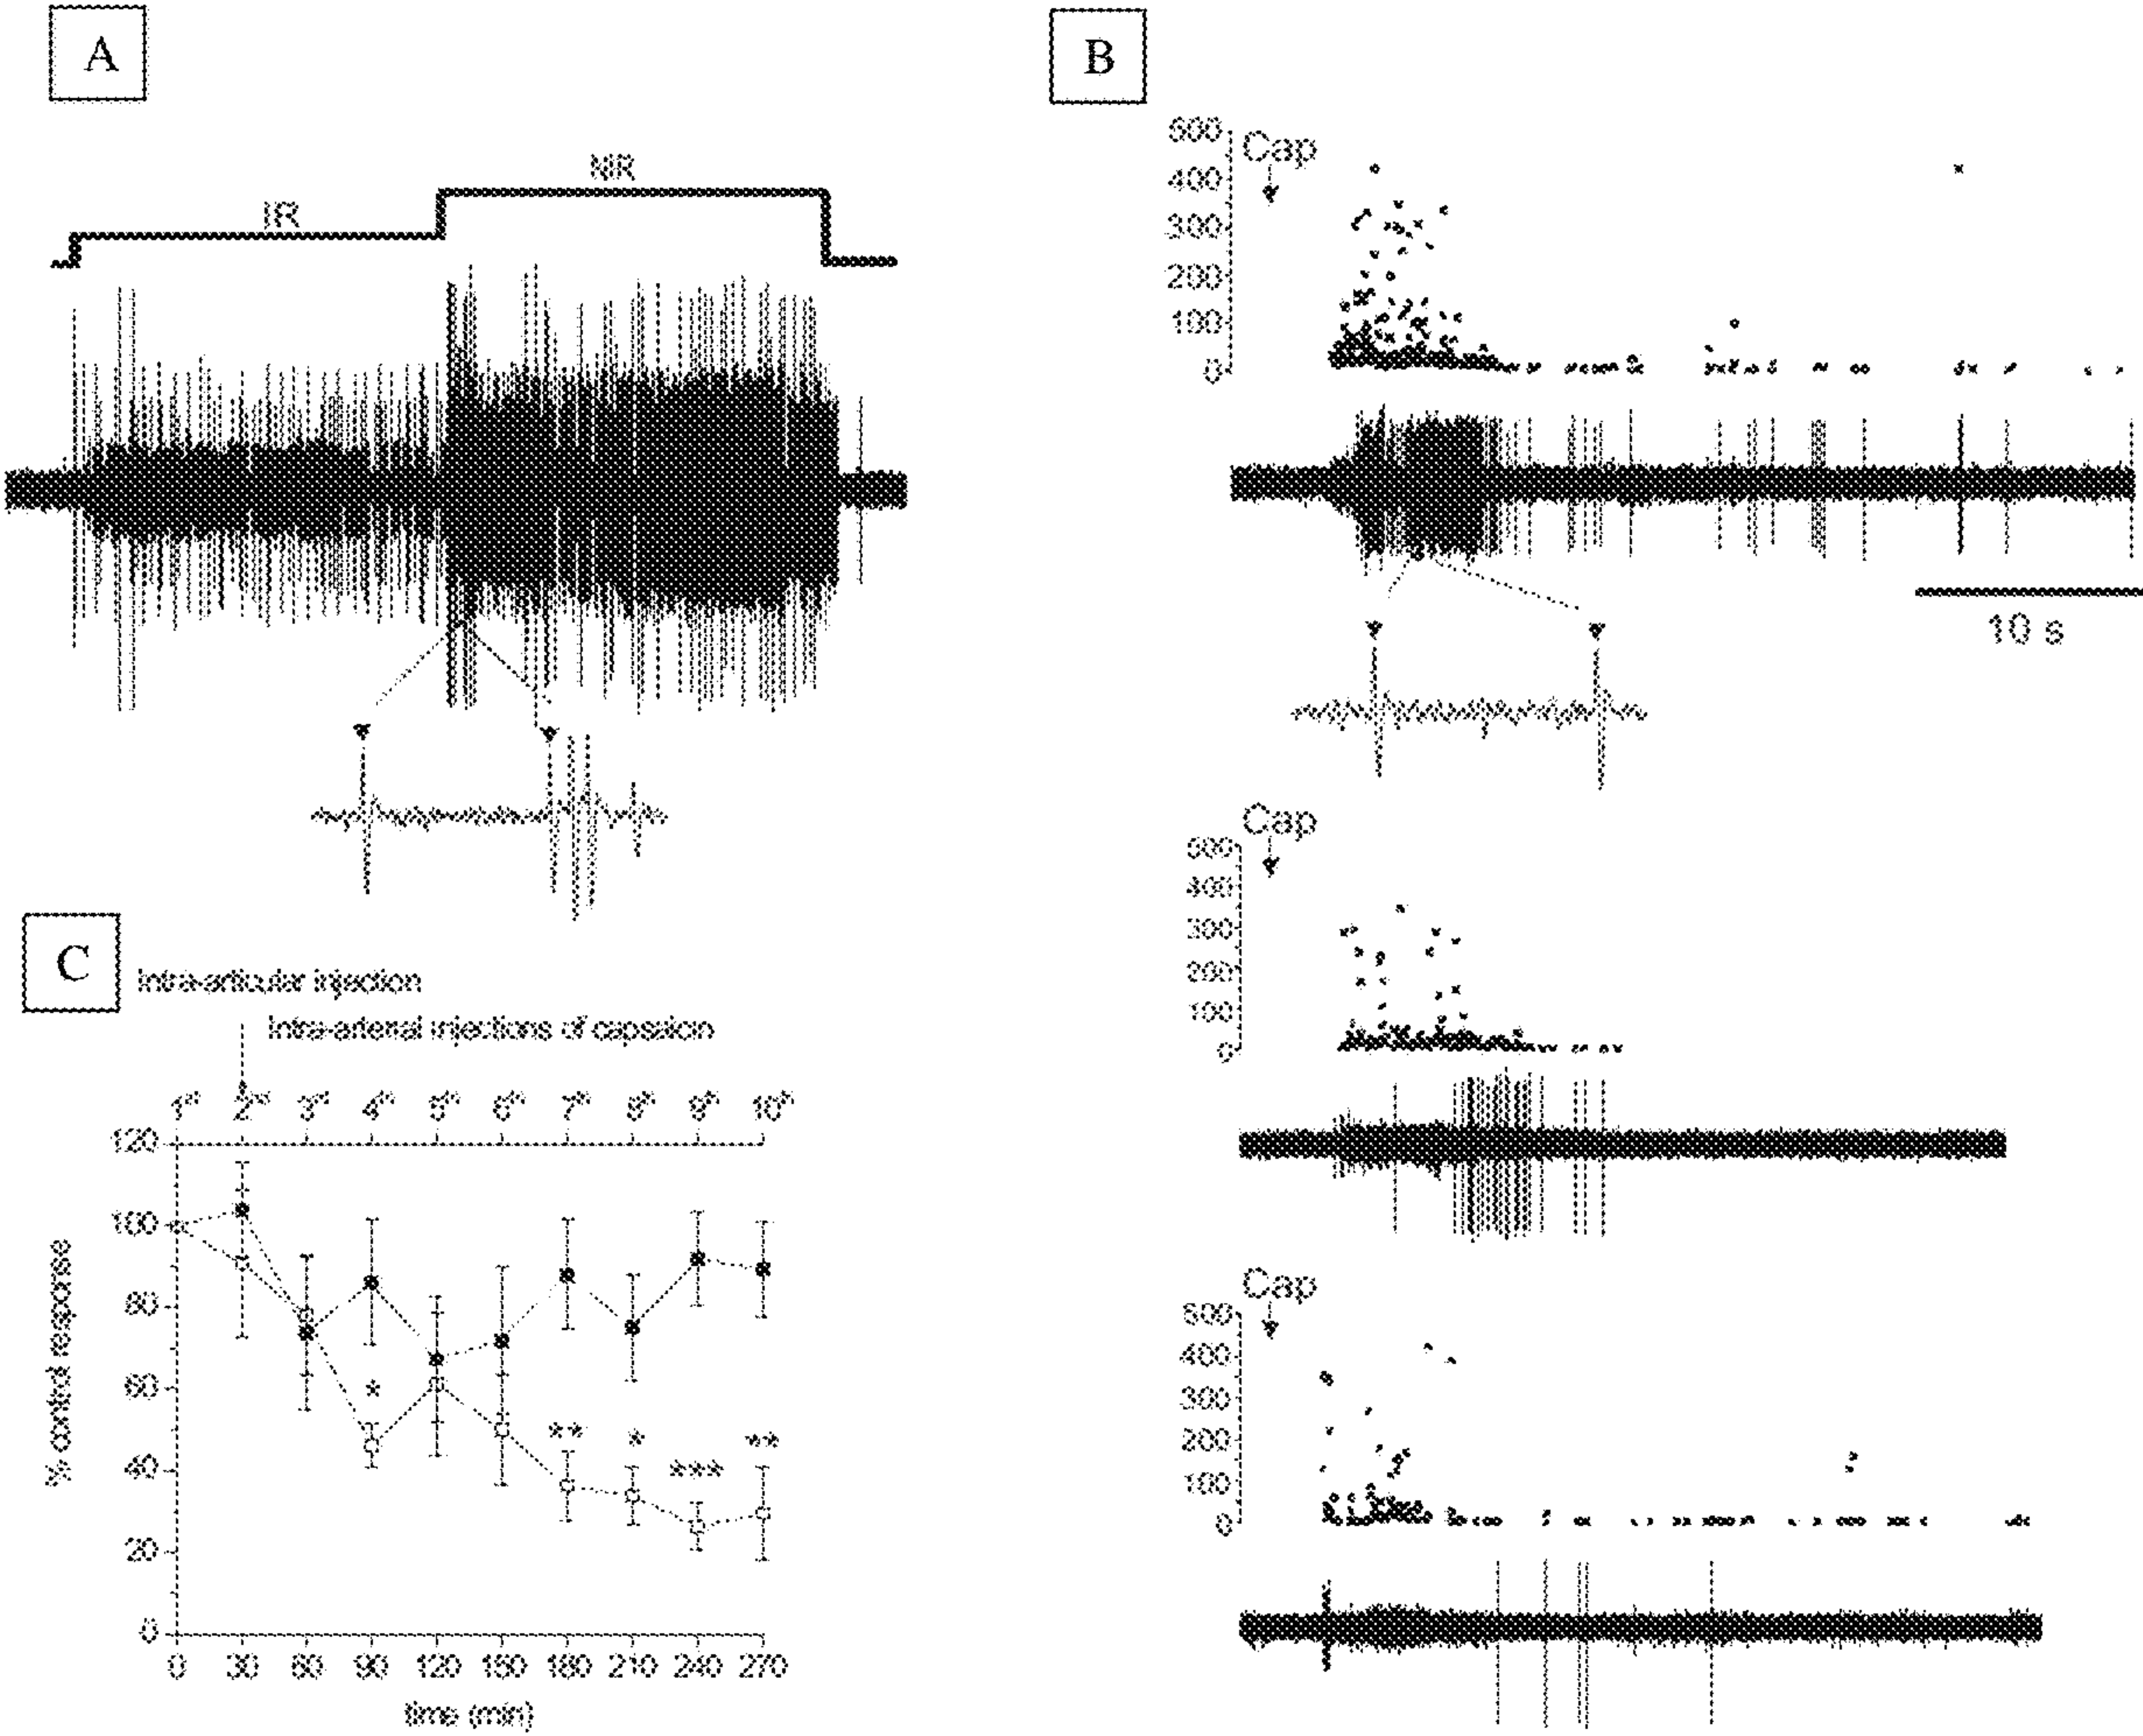 A
IR
NIR
B
500
400
300
200
100
0
Cap
10 s
Cap
500
400
300
200
100
0
Cap
500
400
300
200
100
0
C
Intra-articular injection
Intra-arterial injections of capsaicin
1st 2nd 3rd 4th 5th 6th 7th 8th 9th 10th
120
100
80
60
40
20
0
% control response
* ** * *** **
0 30 60 90 120 150 180 210 240 270
time (min)